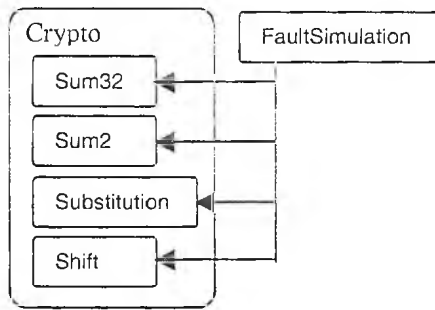 Crypto
FaultSimulation
Sum32
Sum2
Substitution
Shift